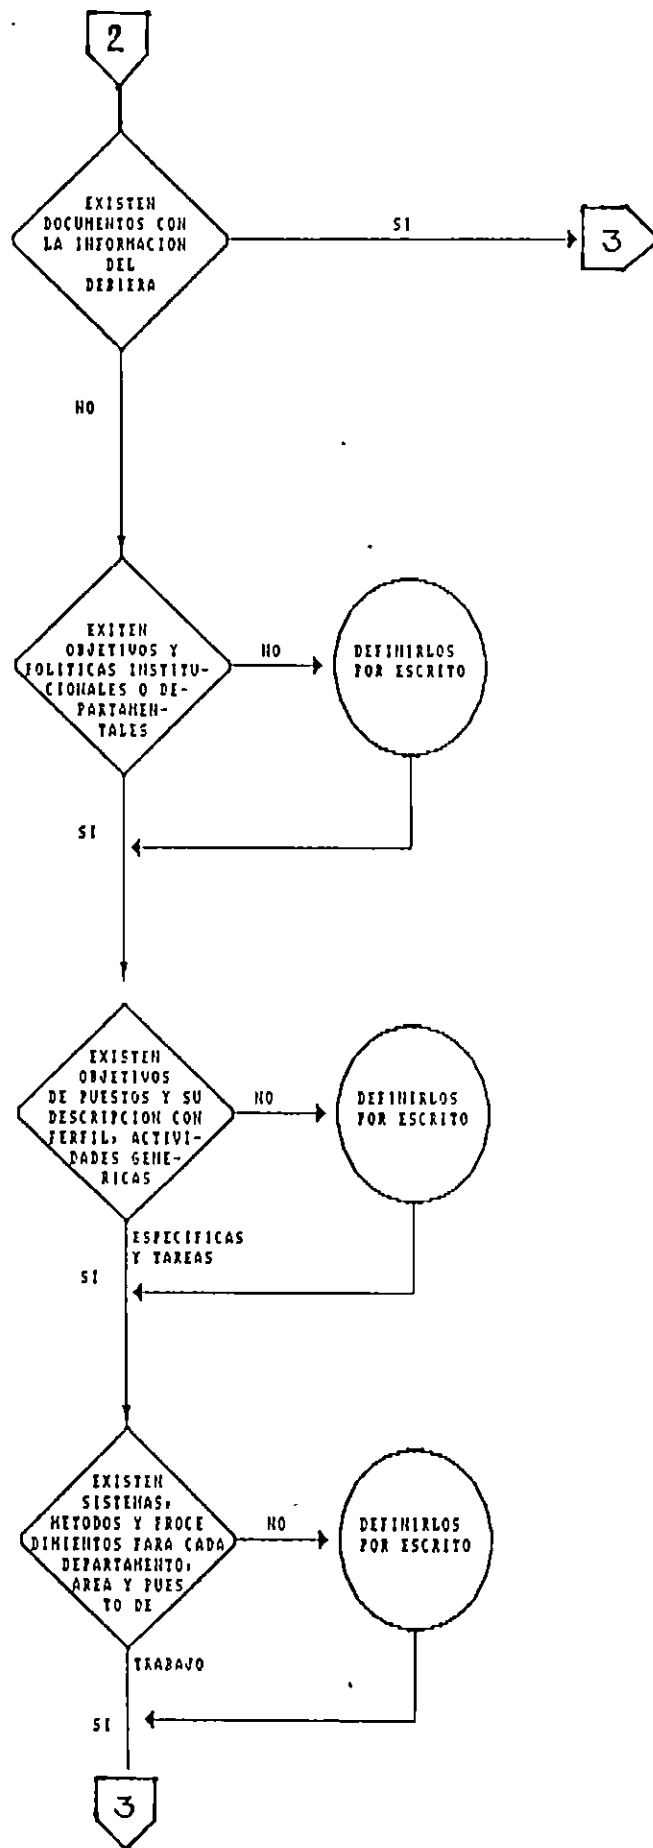 2
EXISTEN
DOCUMENTOS CON
LA INFORMACION
DEL
DEBIERA
SI
3
NO
EXITEN
OBJETIVOS Y
POLITICAS INSTITU-
CIONALES O DE-
PARTAMEN-
TALES
NO
DEFINIRLOS
POR ESCRITO
SI
EXISTEN
OBJETIVOS
DE PUESTOS Y SU
DESCRIPCION CON
PERFIL, ACTIVI-
DADES GENE-
RICAS
NO
DEFINIRLOS
POR ESCRITO
ESPECIFICAS
Y TAREAS
SI
EXISTEN
SISTEMAS,
METODOS Y PROCE
DIMIENTOS PARA CADA
DEPARTAMENTO,
AREA Y PUES
TO DE
NO
DEFINIRLOS
POR ESCRITO
TRABAJO
SI
3